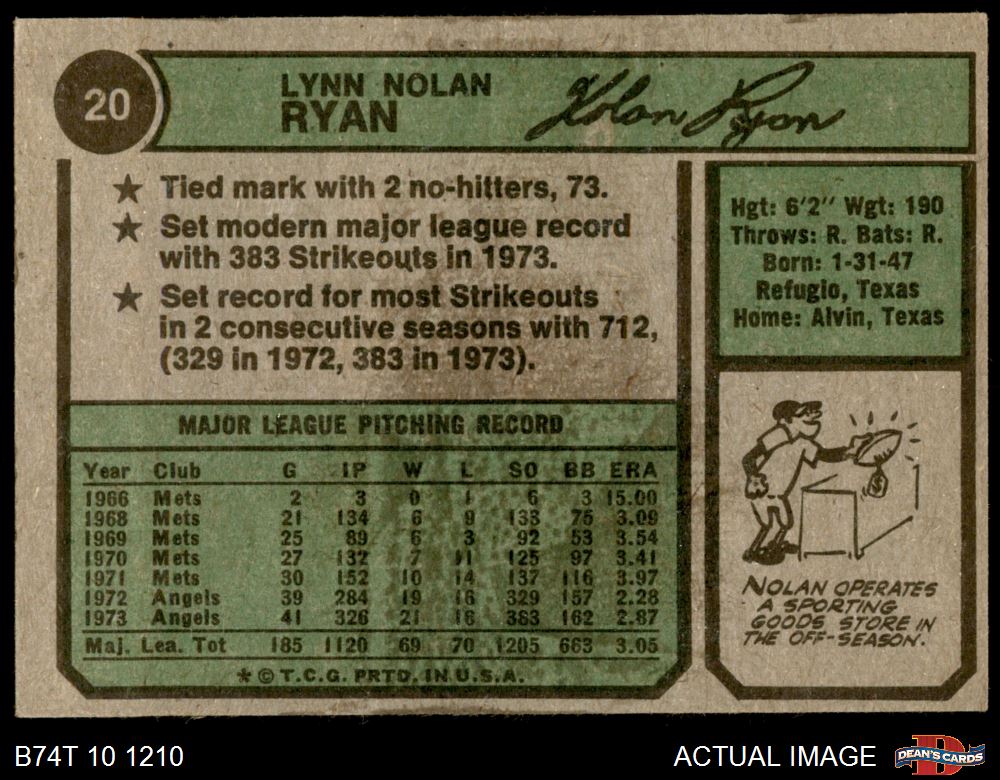 20
LYNN NOLAN
RYAN
Nolan Ryan
★ Tied mark with 2 no-hitters, 73.
★ Set modern major league record
with 383 Strikeouts in 1973.
★ Set record for most Strikeouts
in 2 consecutive seasons with 712,
(329 in 1972, 383 in 1973).
Hgt: 6'2" Wgt: 190
Throws: R. Bats: R.
Born: 1-31-47
Refugio, Texas
Home: Alvin, Texas
MAJOR LEAGUE PITCHING RECORD
Year Club G IP W L SO BB ERA
1966 Mets 2 3 0 1 6 3 15.00
1968 Mets 21 134 6 9 133 75 3.09
1969 Mets 25 89 6 3 92 53 3.54
1970 Mets 27 132 7 11 125 97 3.41
1971 Mets 30 152 10 14 137 116 3.97
1972 Angels 39 284 19 16 329 157 2.28
1973 Angels 41 326 21 16 383 162 2.87
Maj. Lea. Tot 185 1120 69 70 1205 663 3.05
* © T.C.G. PRTD. IN U.S.A.
NOLAN OPERATES
A SPORTING
GOODS STORE IN
THE OFF-SEASON.
B74T 10 1210
ACTUAL IMAGE
D
DEAN'S CARDS